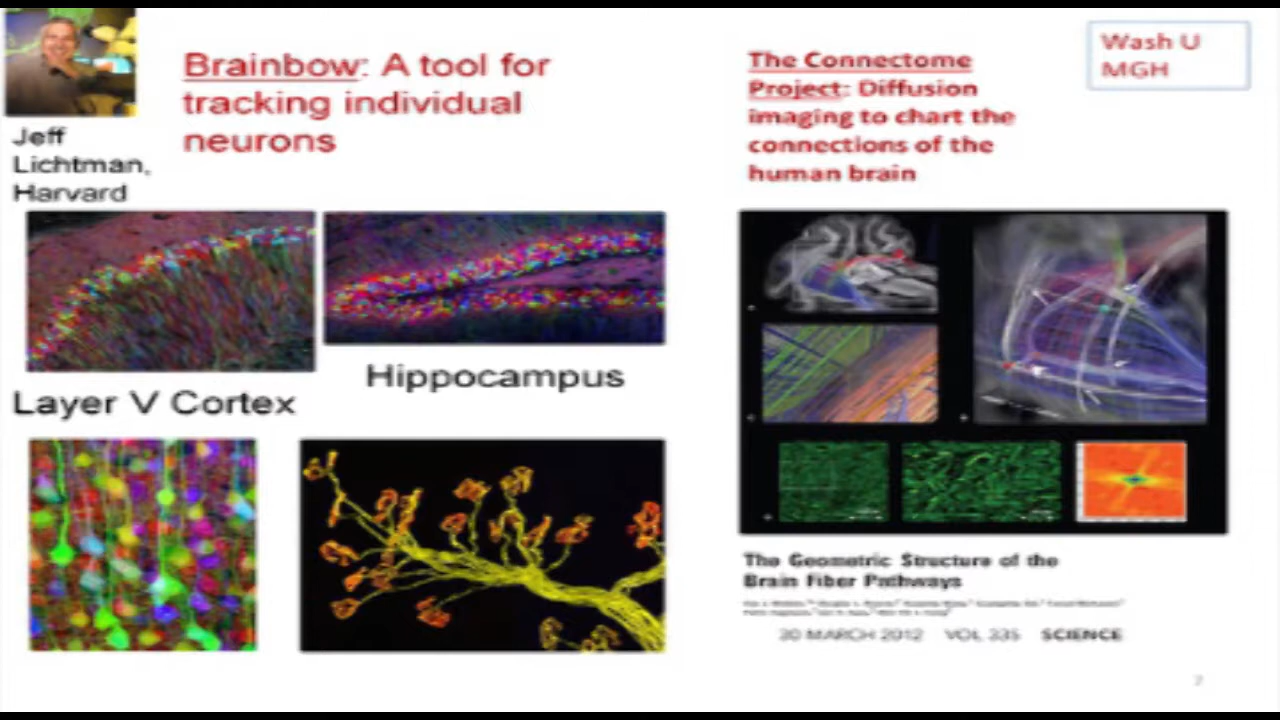 Brainbow: A tool for
tracking individual
neurons
Jeff
Lichtman,
Harvard
Hippocampus
Layer V Cortex
Wash U
MGH
The Connectome
Project: Diffusion
imaging to chart the
connections of the
human brain
The Geometric Structure of the
Brain Fiber Pathways
30 MARCH 2012 VOL 335 SCIENCE